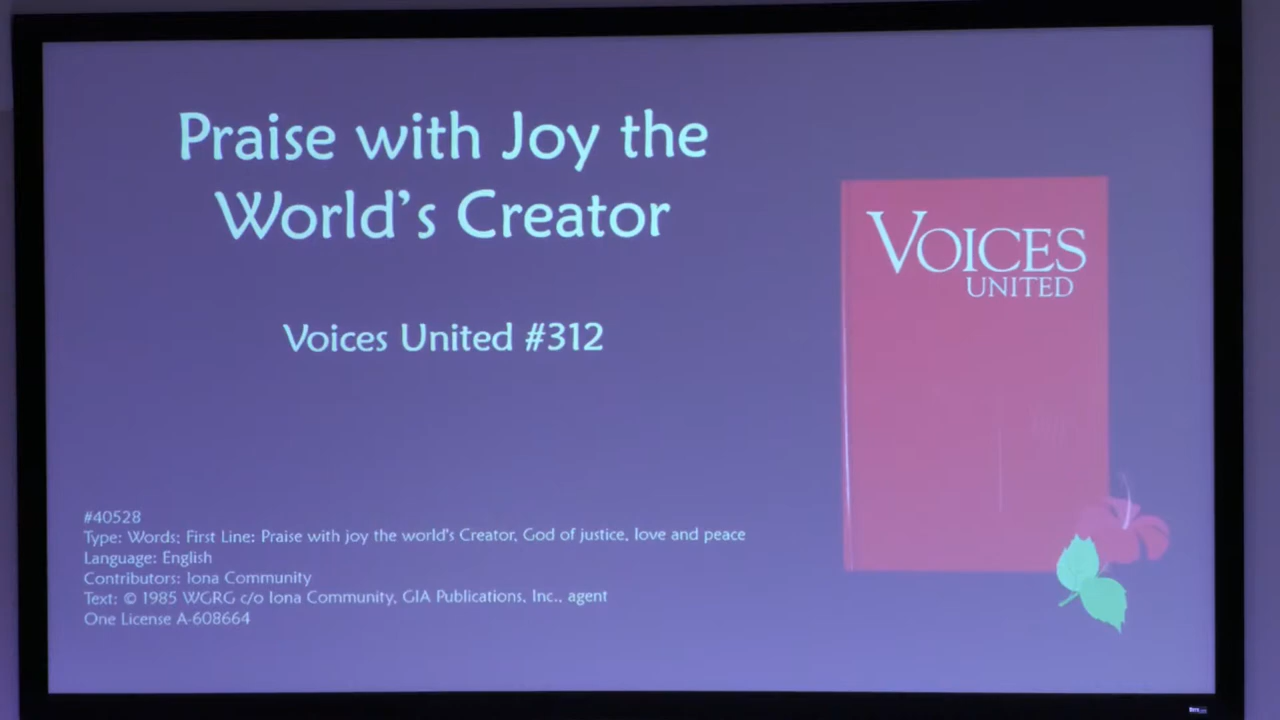 Praise with Joy the
World's Creator
Voices United #312
VOICES
UNITED
#40528
Type: Words; First Line: Praise with joy the world's Creator, God of justice, love and peace
Language: English
Contributors: Iona Community
Text: © 1985 WGRG c/o Iona Community, GIA Publications, Inc., agent
One License A-608664